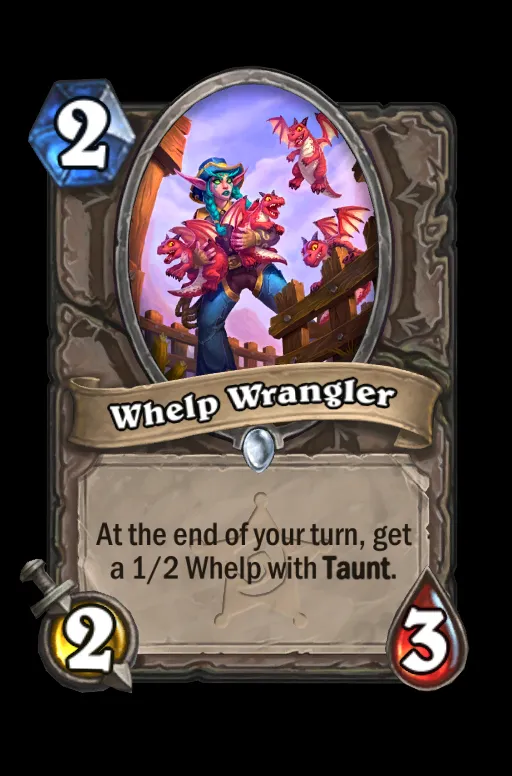 2
Whelp Wrangler
At the end of your turn, get
a 1/2 Whelp with Taunt.
2
3